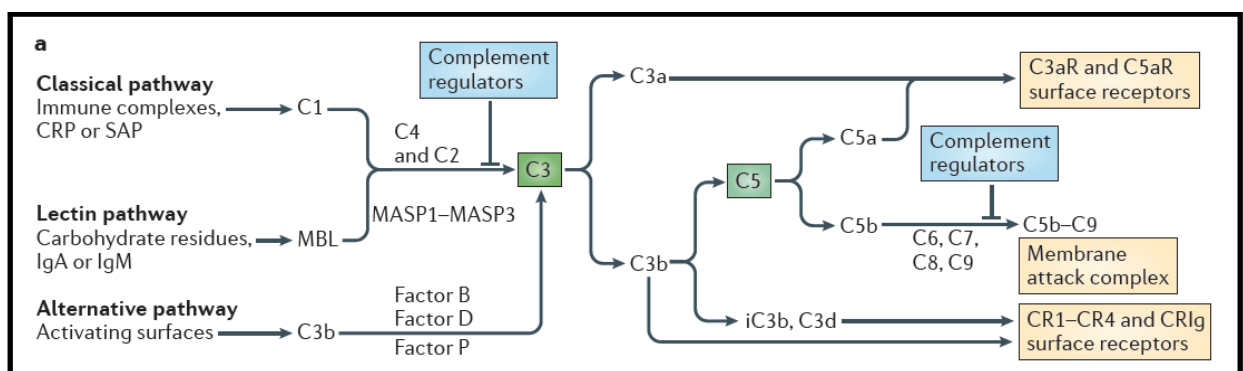 a
Classical pathway
Immune complexes,
CRP or SAP
C1
Complement
regulators
C4
and C2
C3
MASP1–MASP3
Lectin pathway
Carbohydrate residues,
IgA or IgM
MBL
Alternative pathway
Activating surfaces
C3b
Factor B
Factor D
Factor P
C3a
C3aR and C5aR
surface receptors
C5a
C5
Complement
regulators
C5b
C6, C7,
C8, C9
C5b–C9
Membrane
attack complex
C3b
iC3b, C3d
CR1–CR4 and CRIg
surface receptors